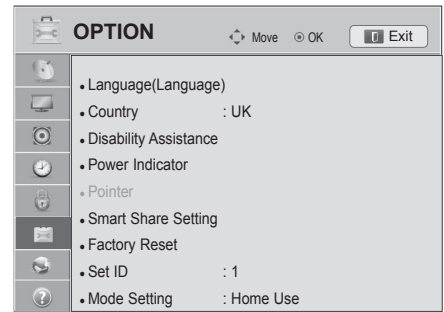 OPTION
Move OK Exit
• Language(Language)
• Country : UK
• Disability Assistance
• Power Indicator
• Pointer
• Smart Share Setting
• Factory Reset
• Set ID : 1
• Mode Setting : Home Use